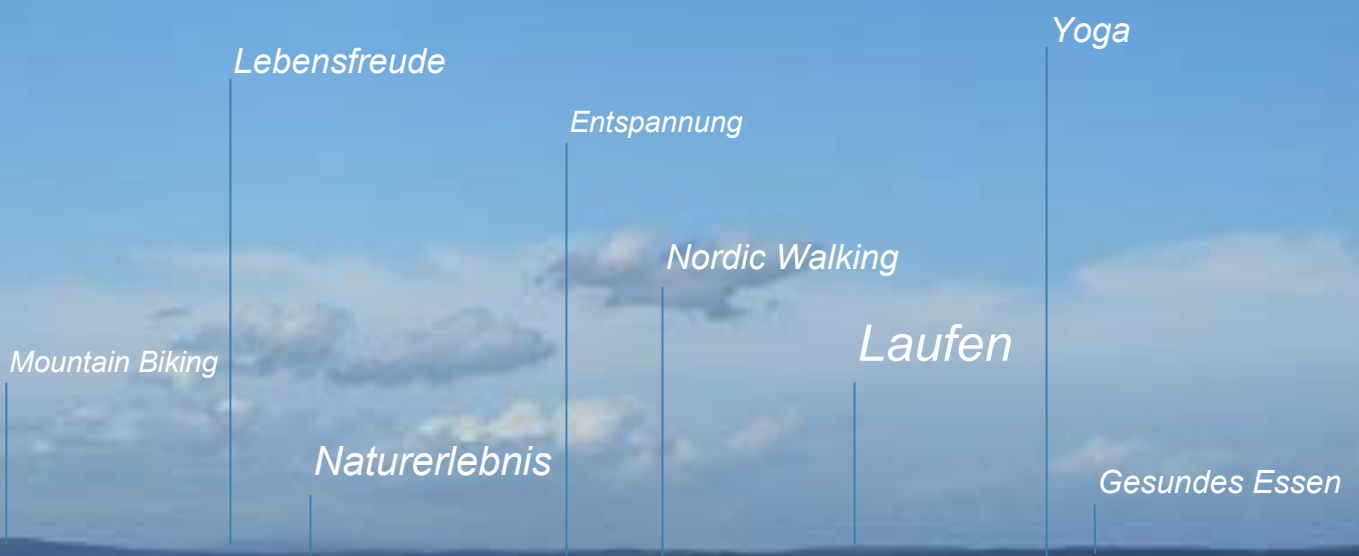 Yoga
Lebensfreude
Entspannung
Nordic Walking
Laufen
Mountain Biking
Naturerlebnis
Gesundes Essen